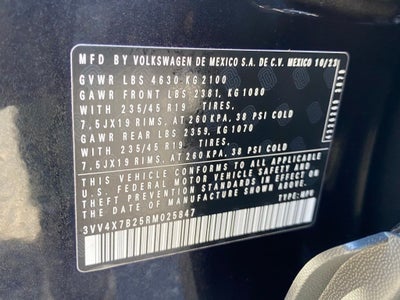 MFD BY VOLKSWAGEN DE MEXICO S.A. DE C.V. MEXICO 10/23
GVWR LBS 4630 KG 2100
GAWR FRONT LBS 2381, KG 1080
WITH 235/45 R19 TIRES,
7,5JX19 RIMS, AT 260 KPA, 38 PSI COLD
GAWR REAR LBS 2359, KG 1070
WITH 235/45 R19 TIRES,
7,5JX19 RIMS, AT 260 KPA, 38 PSI COLD
THIS VEHICLE CONFORMS TO ALL APPLICABLE
U.S. FEDERAL MOTOR VEHICLE SAFETY AND
THEFT PREVENTION STANDARDS IN EFFECT ON
THE DATE OF MANUFACTURE SHOWN ABOVE.
3VV4X7B25RM025847 TYPE: MPV